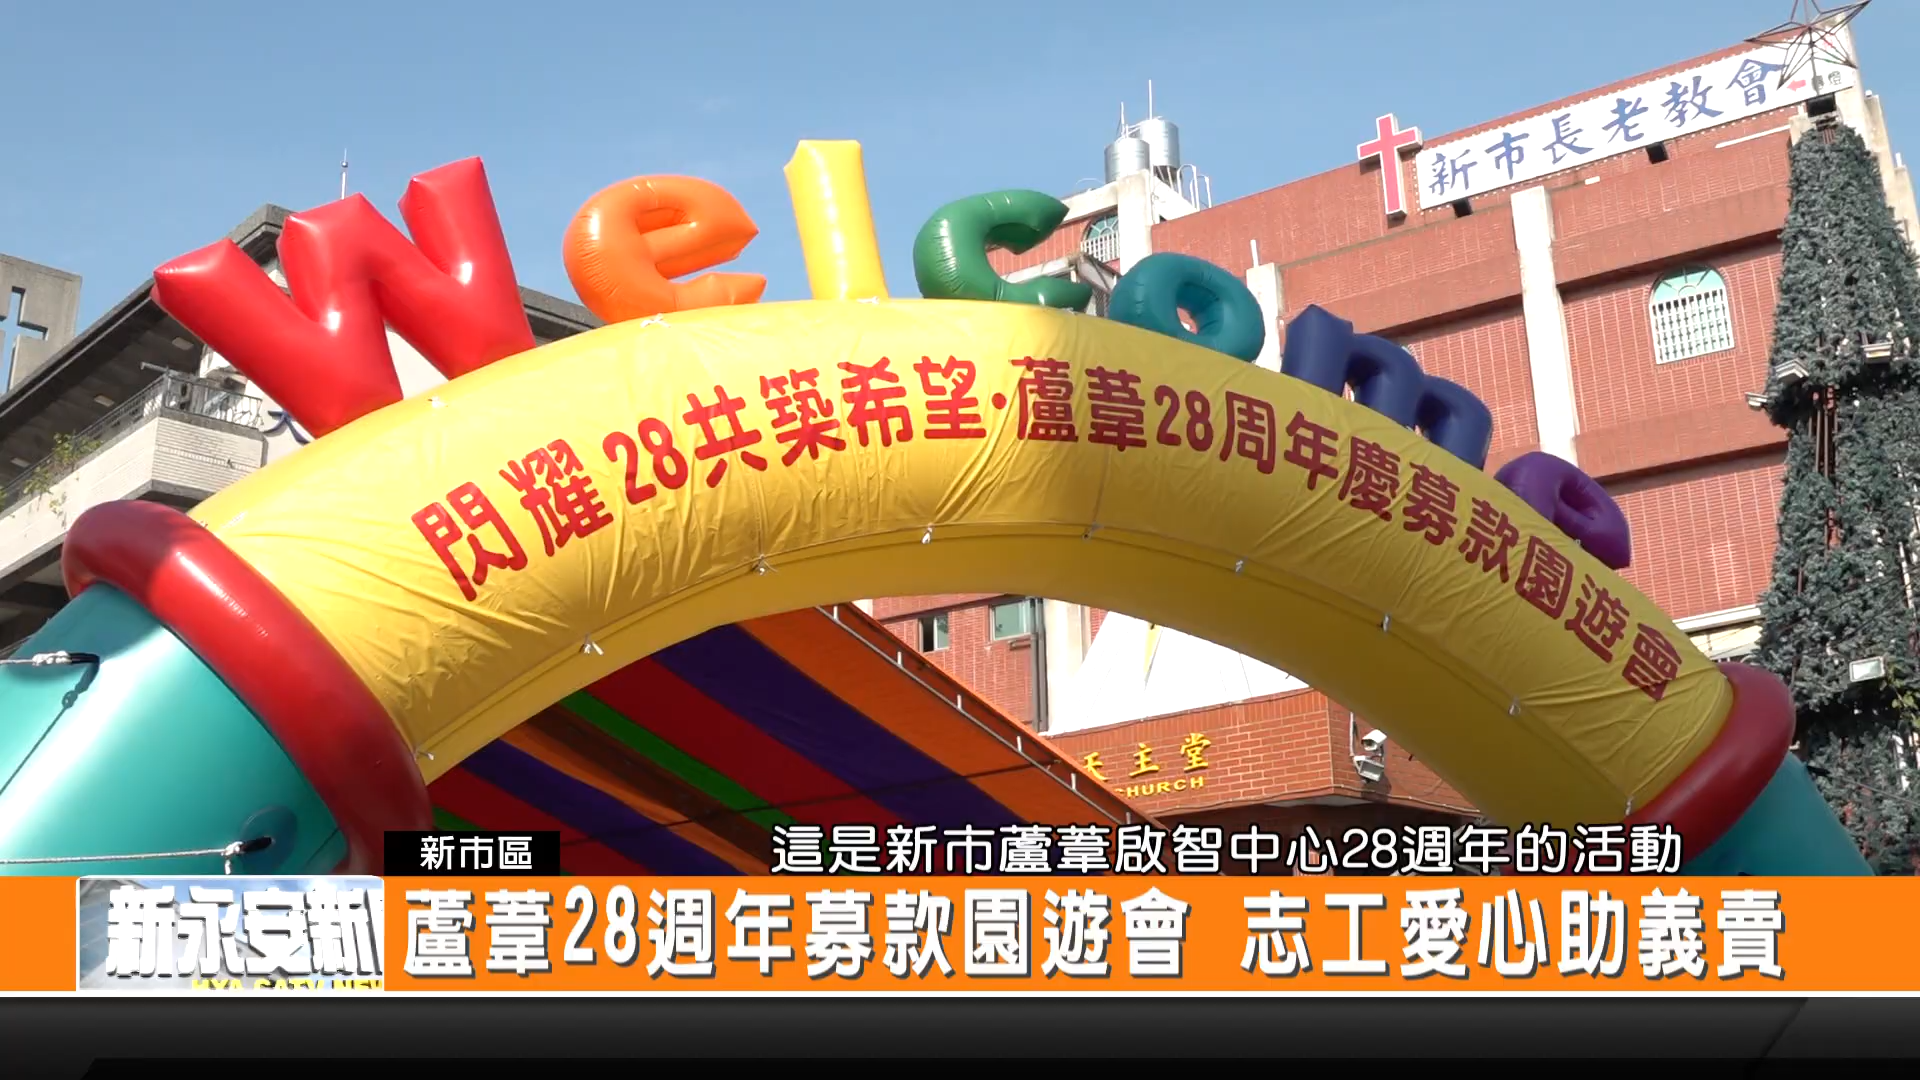 新市長老教會
Welcome
閃耀28共築希望·蘆葦28周年慶募款園遊會
天主堂
CHURCH
這是新市蘆葦啟智中心28週年的活動
新市區
蘆葦28週年募款園遊會 志工愛心助義賣
新永安新
HYA CATV NEW